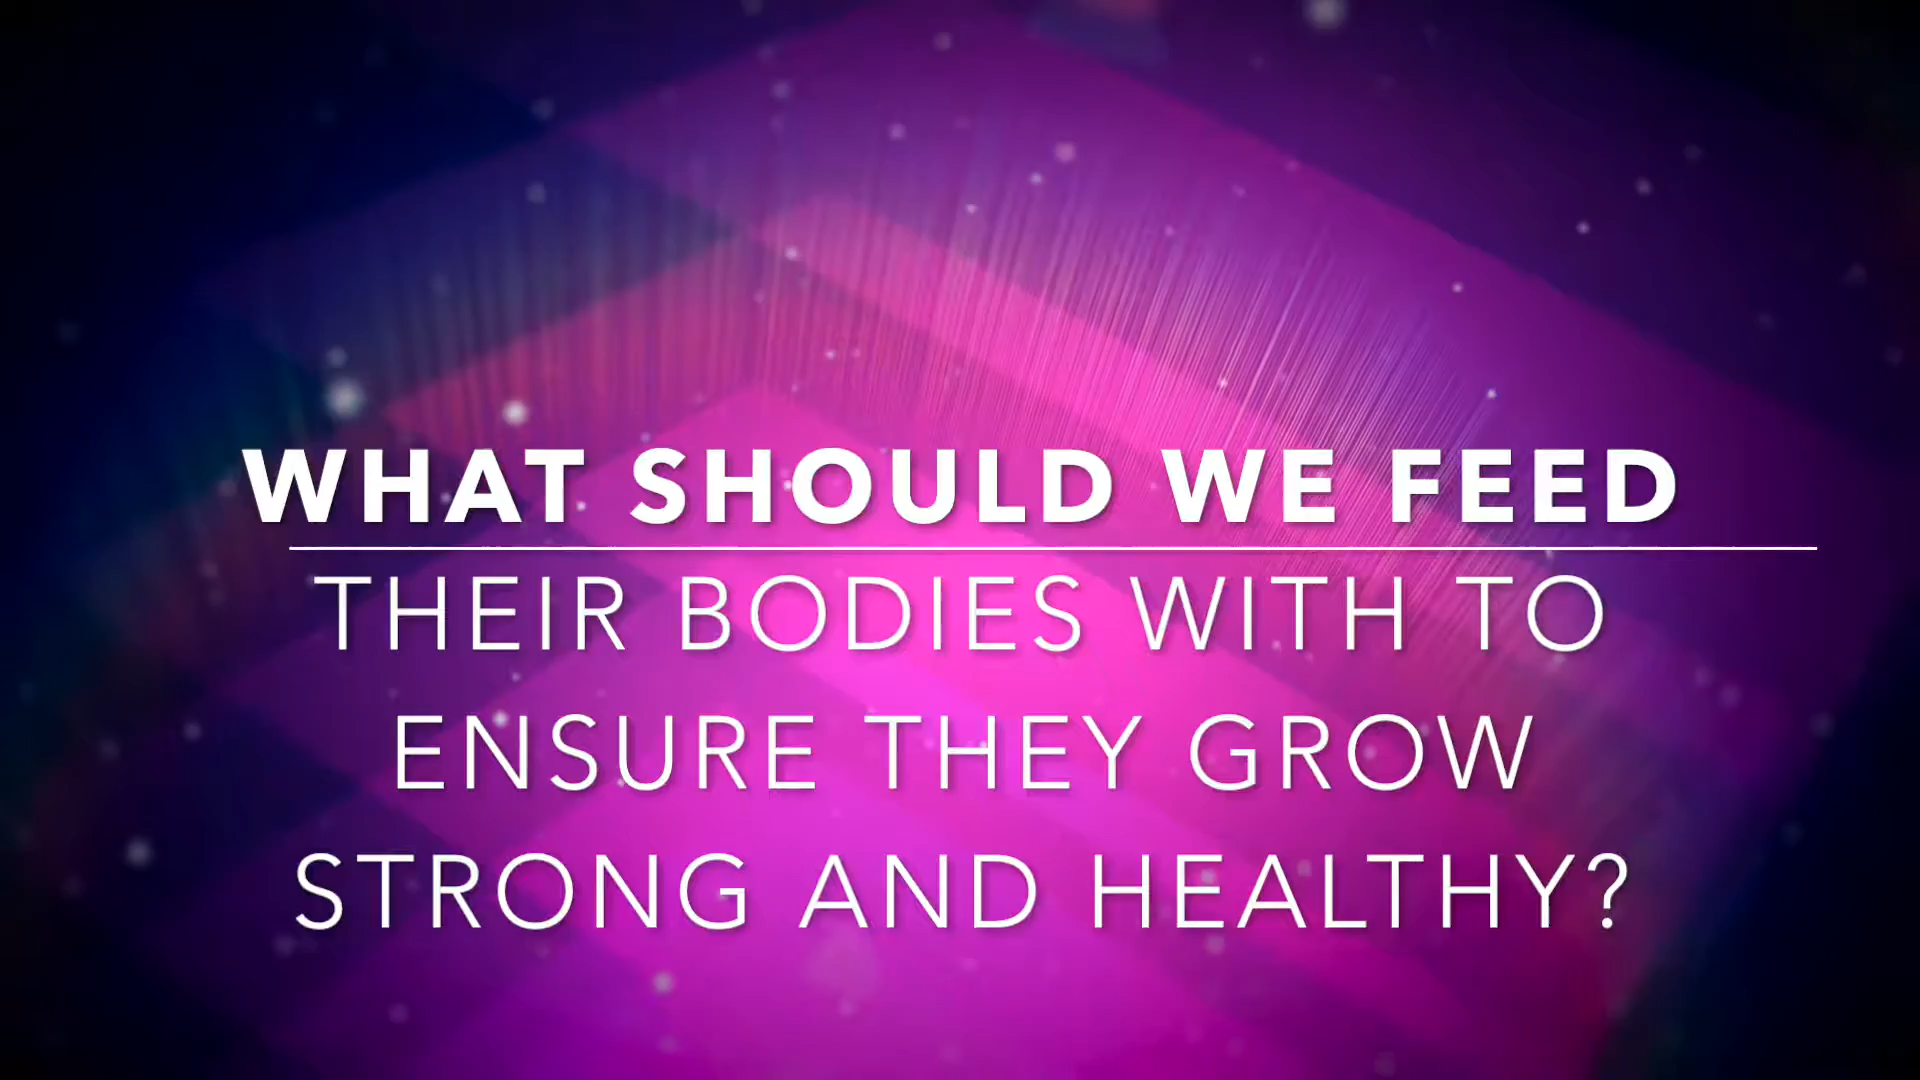 WHAT SHOULD WE FEED
THEIR BODIES WITH TO
ENSURE THEY GROW
STRONG AND HEALTHY?